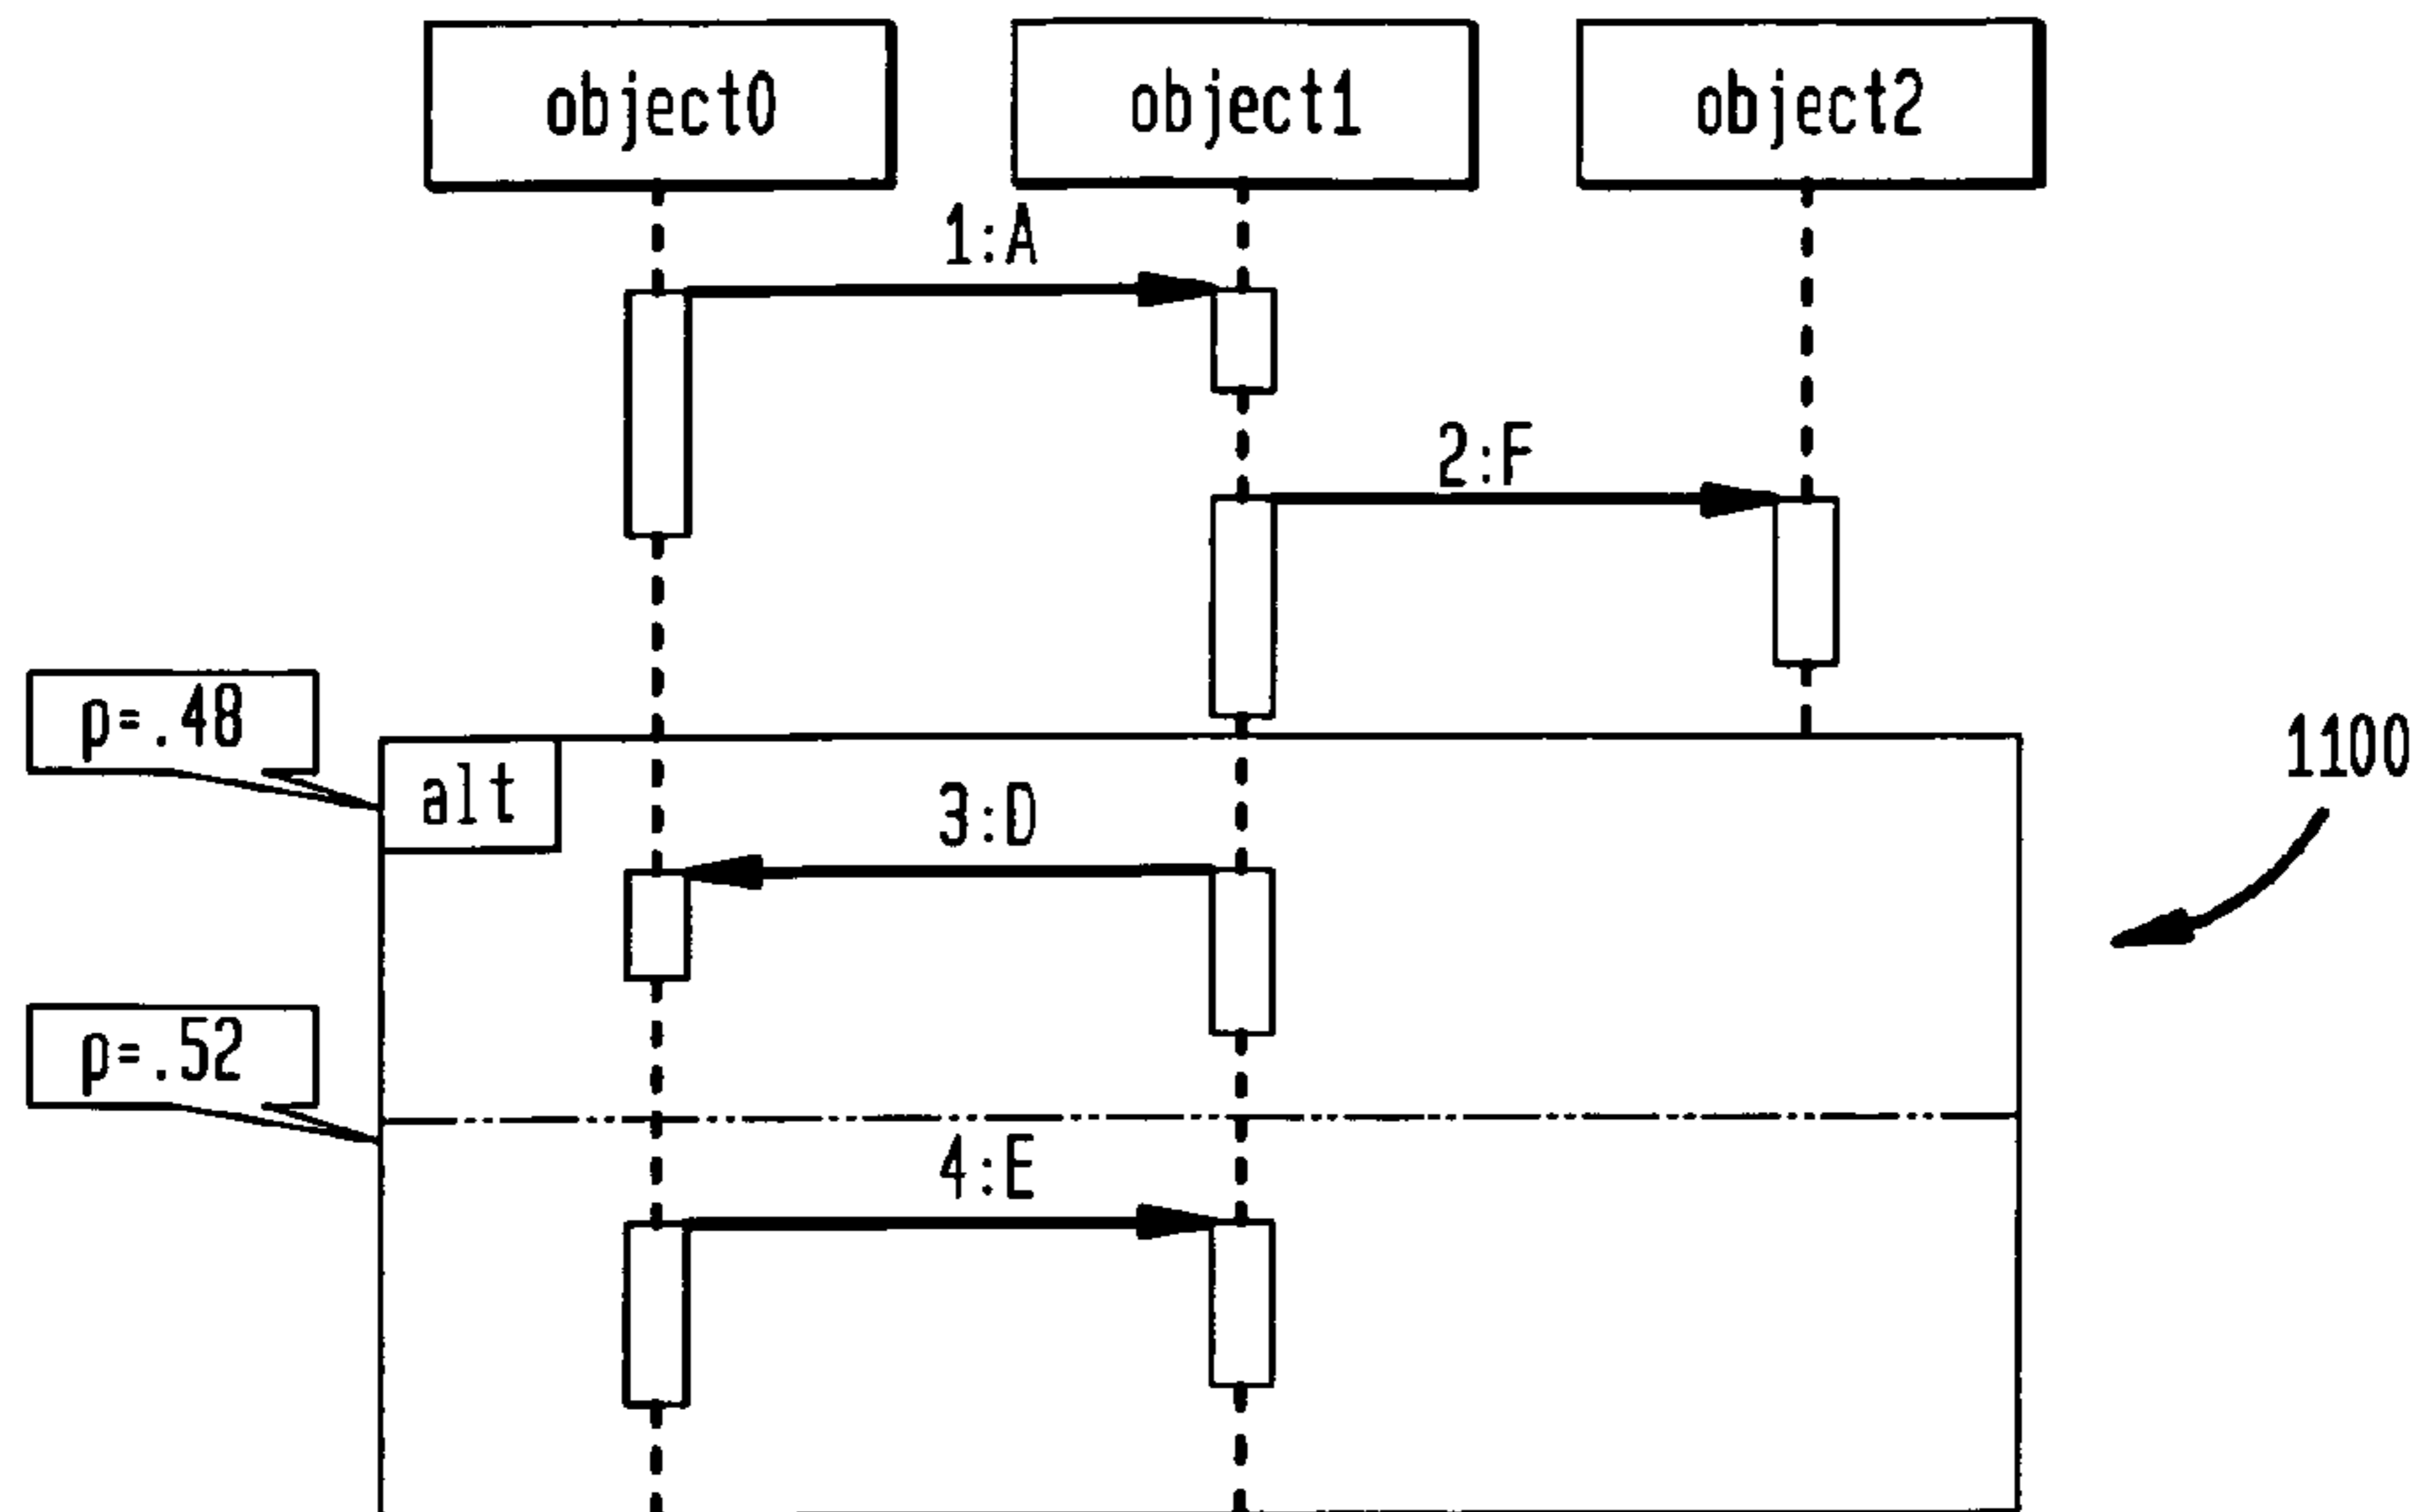 object0
object1
object2
1:A
2:F
p=.48
1100
alt
3:D
p=.52
4:E